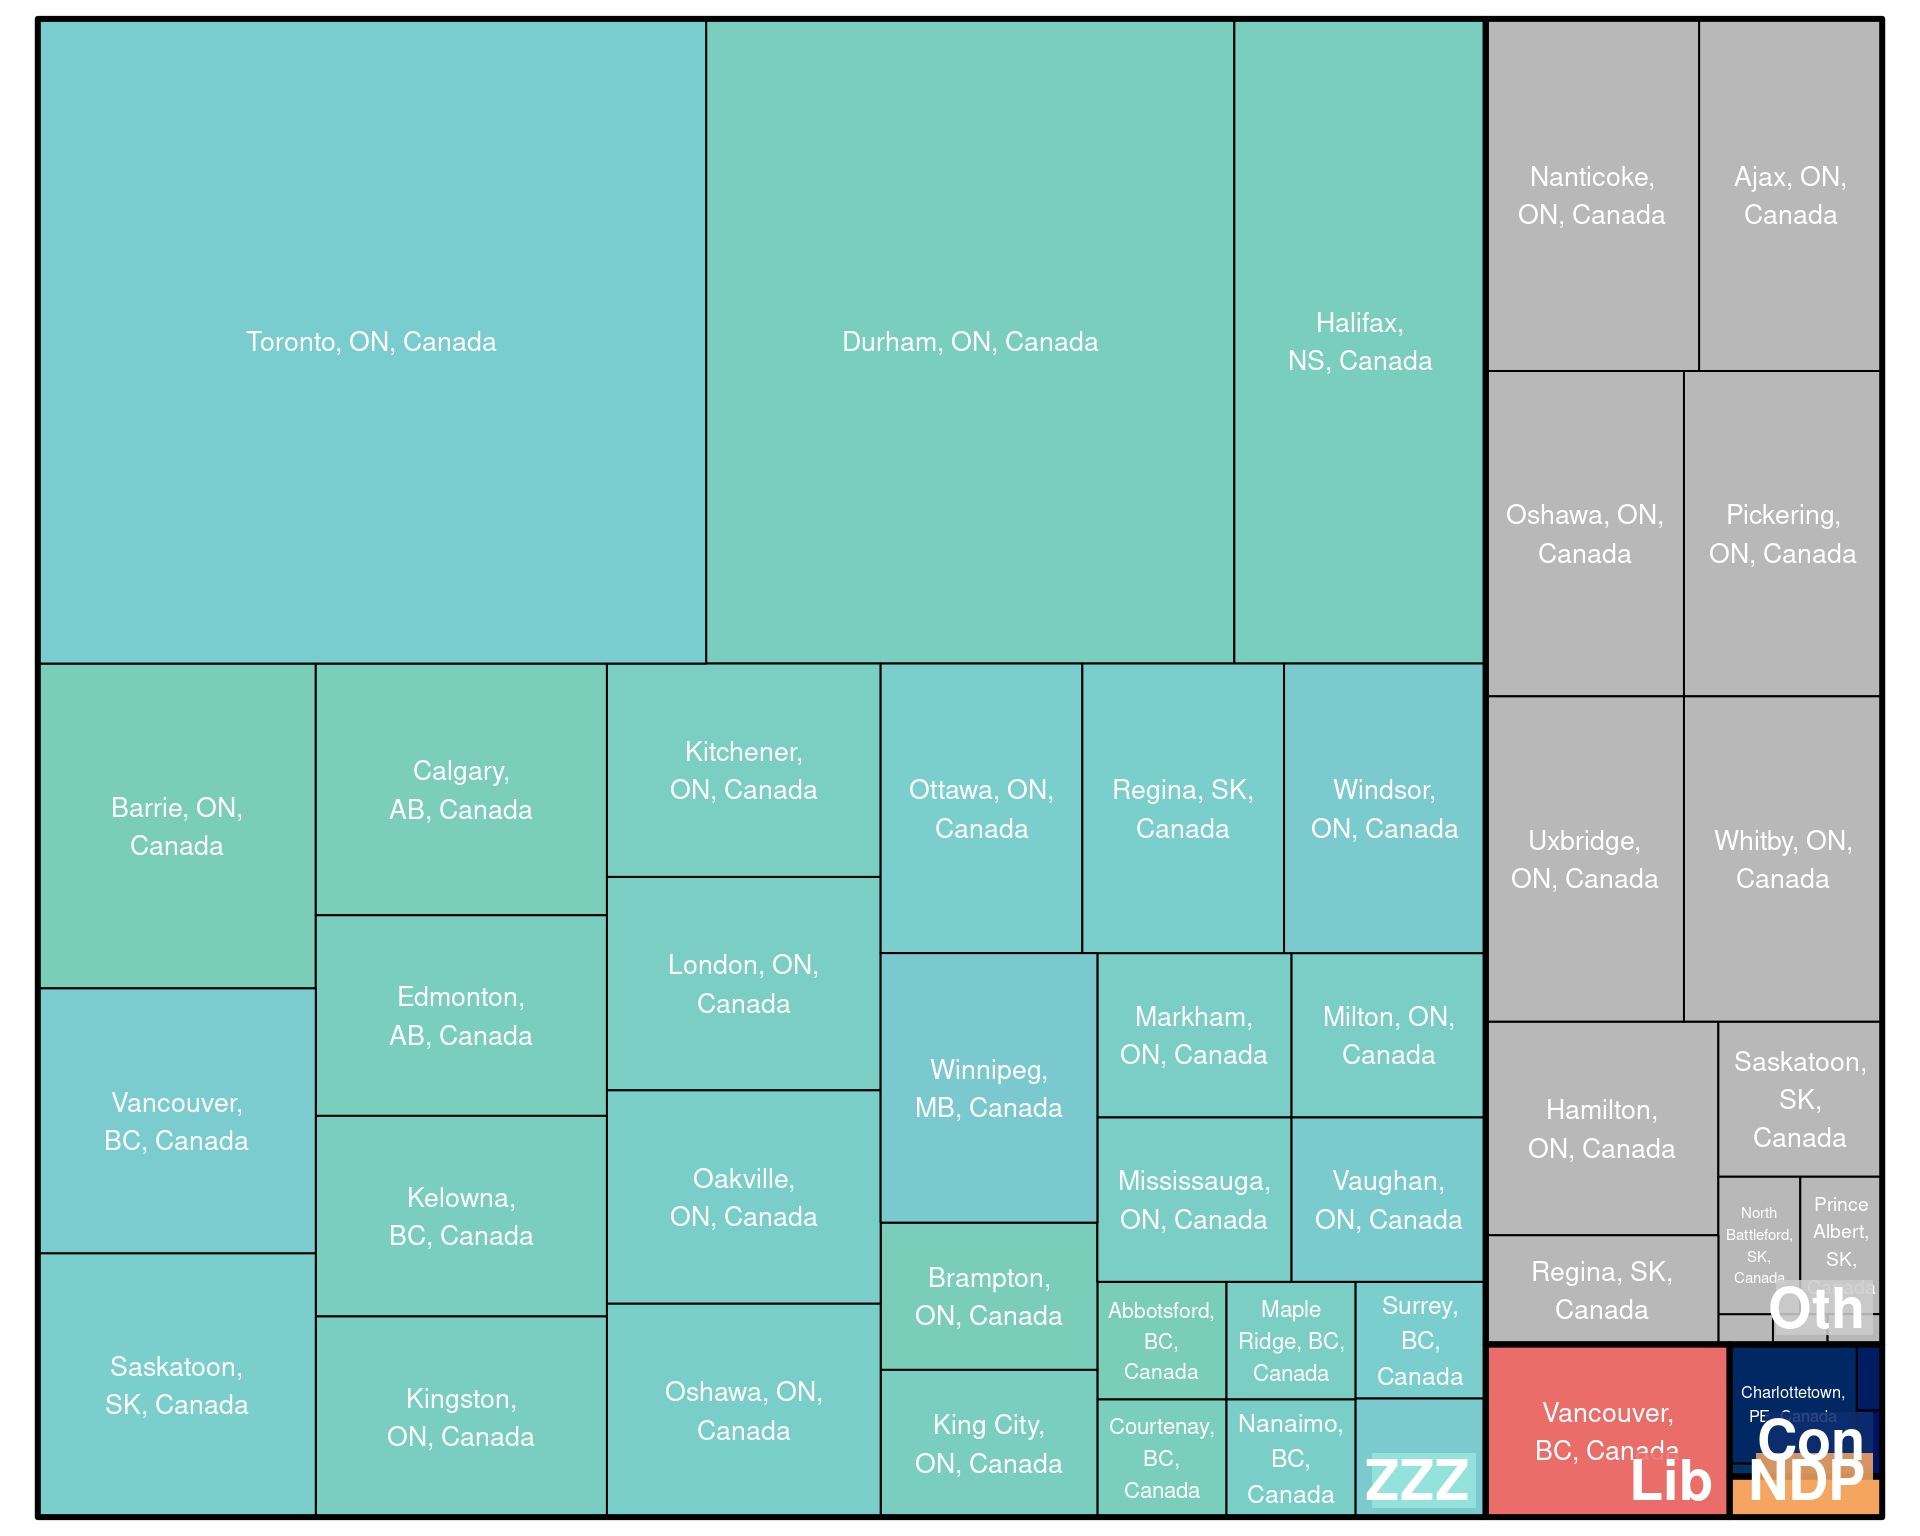 Toronto, ON, Canada
Durham, ON, Canada
Halifax,
NS, Canada
Nanticoke,
ON, Canada
Ajax, ON,
Canada
Oshawa, ON,
Canada
Pickering,
ON, Canada
Barrie, ON,
Canada
Calgary,
AB, Canada
Kitchener,
ON, Canada
Ottawa, ON,
Canada
Regina, SK,
Canada
Windsor,
ON, Canada
Uxbridge,
ON, Canada
Whitby, ON,
Canada
Edmonton,
AB, Canada
London, ON,
Canada
Vancouver,
BC, Canada
Winnipeg,
MB, Canada
Markham,
ON, Canada
Milton, ON,
Canada
Hamilton,
ON, Canada
Saskatoon,
SK,
Canada
Kelowna,
BC, Canada
Oakville,
ON, Canada
Mississauga,
ON, Canada
Vaughan,
ON, Canada
North
Battleford,
SK,
Canada
Prince
Albert,
SK,
Canada
Oth
Saskatoon,
SK, Canada
Kingston,
ON, Canada
Oshawa, ON,
Canada
Brampton,
ON, Canada
King City,
ON, Canada
Abbotsford,
BC,
Canada
Maple
Ridge, BC,
Canada
Surrey,
BC,
Canada
Regina, SK,
Canada
Courtenay,
BC,
Canada
Nanaimo,
BC,
Canada
ZZZ
Vancouver,
BC, Canada
Lib
Charlottetown,
PE, Canada
Con
NDP